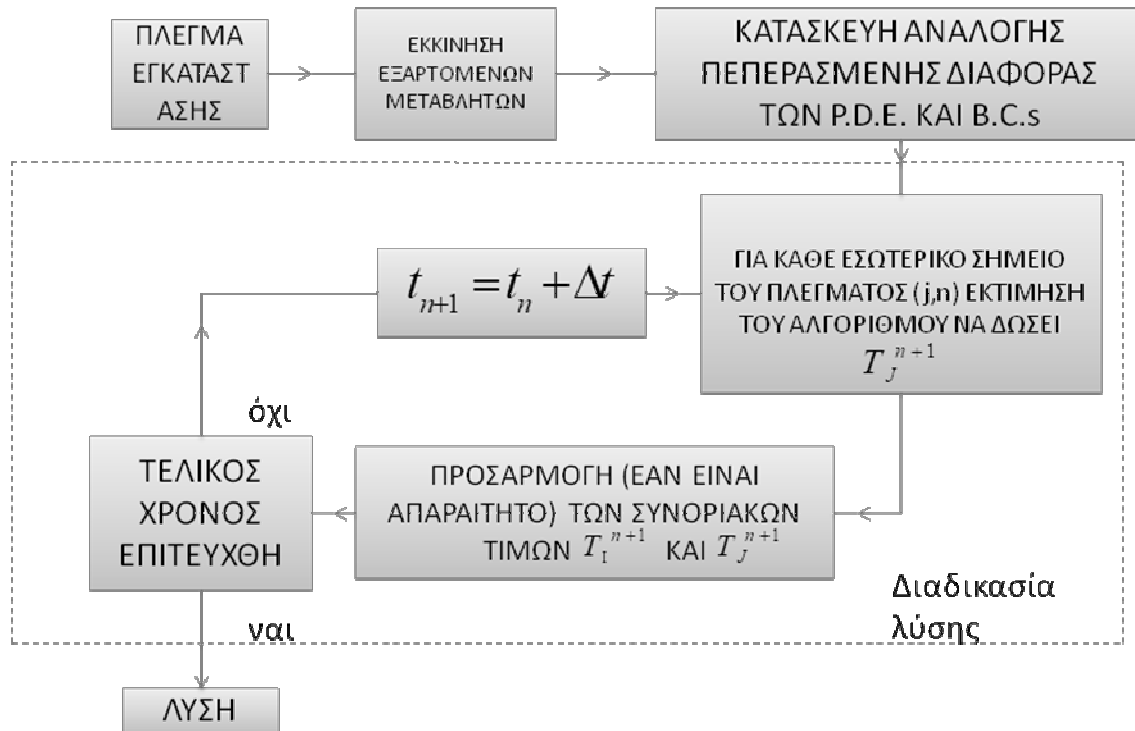 ΠΛΕΓΜΑ
ΕΓΚΑΤΑΣΤ
ΑΣΗΣ
ΕΚΚΙΝΗΣΗ
ΕΞΑΡΤΟΜΕΝΩΝ
ΜΕΤΑΒΛΗΤΩΝ
ΚΑΤΑΣΚΕΥΗ ΑΝΑΛΟΓΗΣ
ΠΕΠΕΡΑΣΜΕΝΗΣ ΔΙΑΦΟΡΑΣ
ΤΩΝ P.D.E. ΚΑΙ B.C.s
ΓΙΑ ΚΑΘΕ ΕΣΩΤΕΡΙΚΟ ΣΗΜΕΙΟ
ΤΟΥ ΠΛΕΓΜΑΤΟΣ (j,n) ΕΚΤΙΜΗΣΗ
ΤΟΥ ΑΛΓΟΡΙΘΜΟΥ ΝΑ ΔΩΣΕΙ
$T_J^{n+1}$
$t_{n+1} = t_n + \Delta t$
όχι
ΤΕΛΙΚΟΣ
ΧΡΟΝΟΣ
ΕΠΙΤΕΥΧΘΗ
ΠΡΟΣΑΡΜΟΓΗ (ΕΑΝ ΕΙΝΑΙ
ΑΠΑΡΑΙΤΗΤΟ) ΤΩΝ ΣΥΝΟΡΙΑΚΩΝ
ΤΙΜΩΝ $T_I^{n+1}$ ΚΑΙ $T_J^{n+1}$
Διαδικασία
λύσης
ναι
ΛΥΣΗ